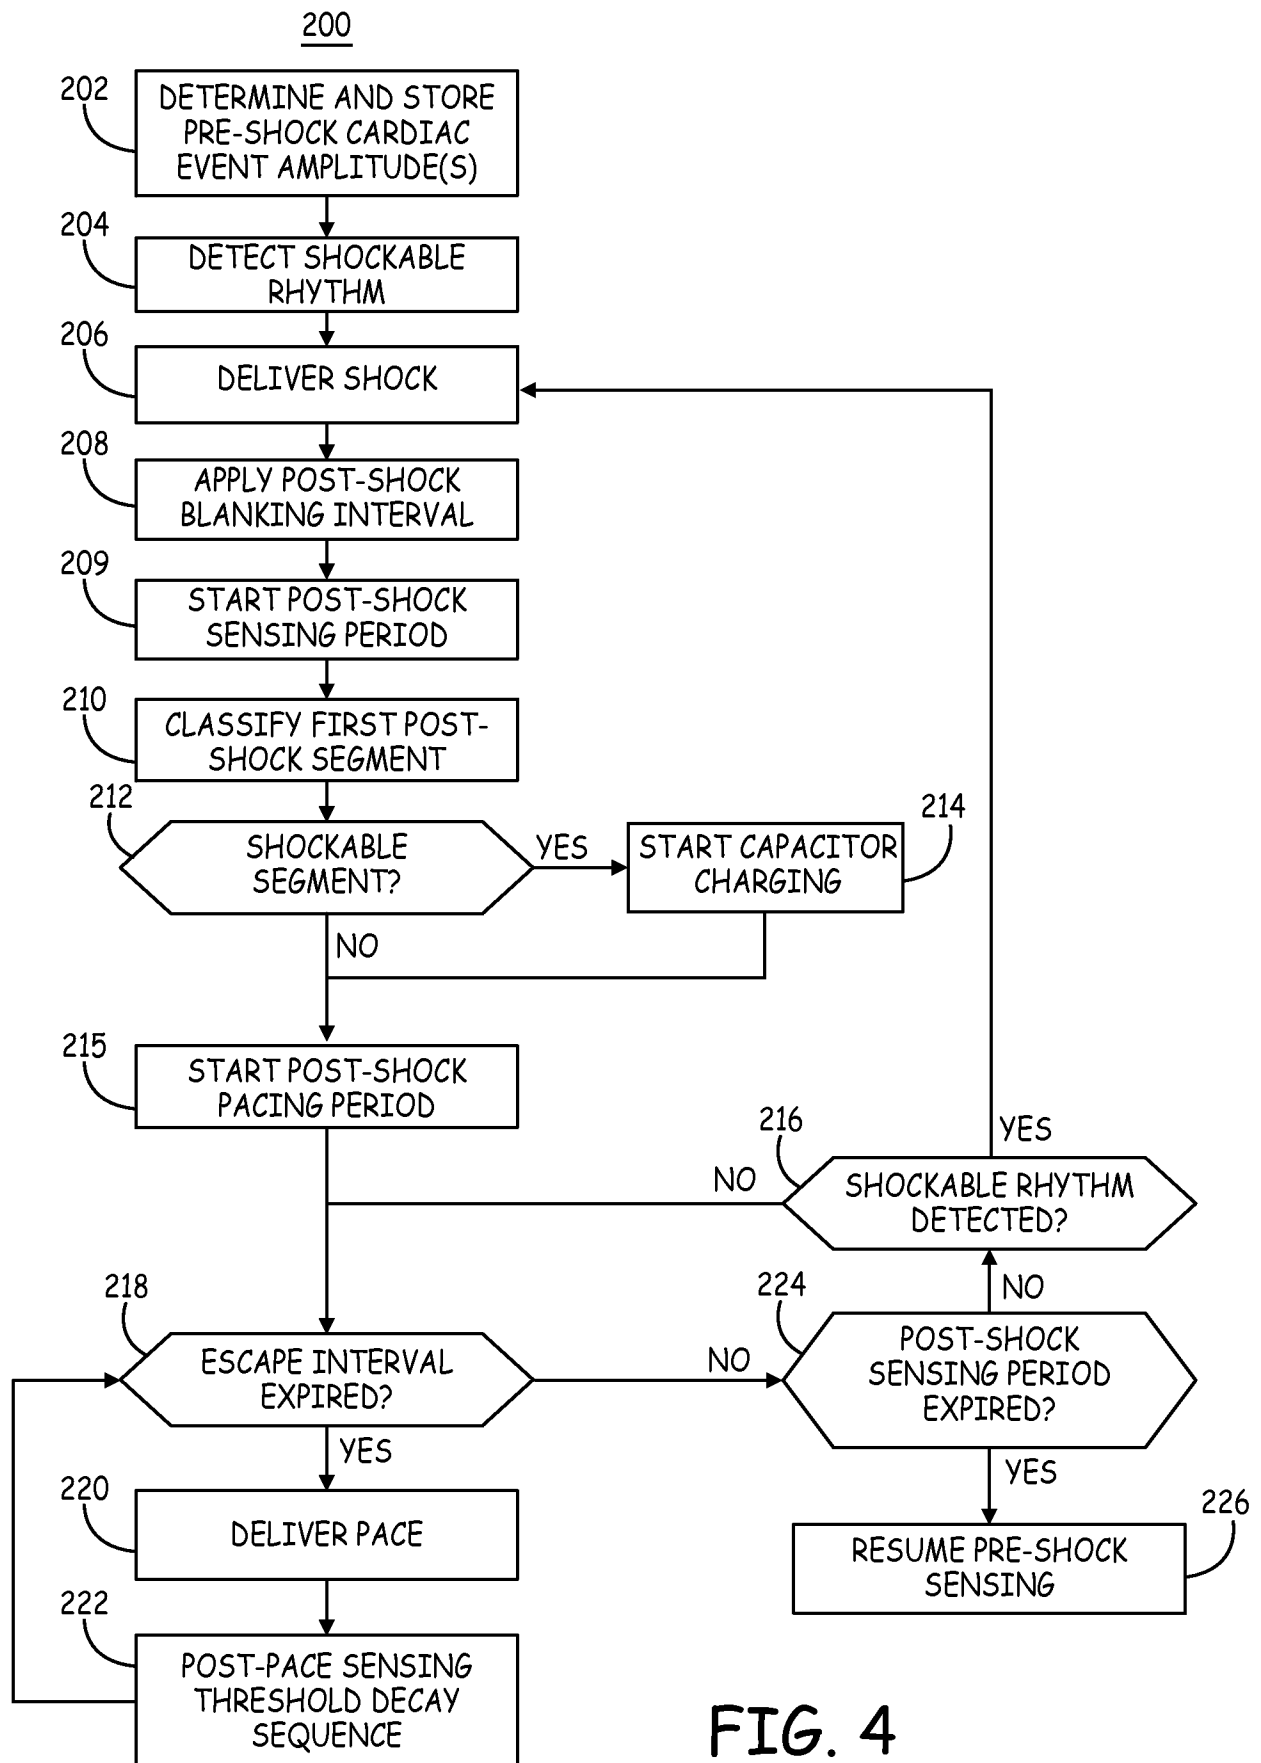 200
202
DETERMINE AND STORE
PRE-SHOCK CARDIAC
EVENT AMPLITUDE(S)
204
DETECT SHOCKABLE
RHYTHM
206
DELIVER SHOCK
208
APPLY POST-SHOCK
BLANKING INTERVAL
209
START POST-SHOCK
SENSING PERIOD
210
CLASSIFY FIRST POST-
SHOCK SEGMENT
212
SHOCKABLE
SEGMENT?
YES
214
START CAPACITOR
CHARGING
NO
215
START POST-SHOCK
PACING PERIOD
216
YES
NO
SHOCKABLE RHYTHM
DETECTED?
218
ESCAPE INTERVAL
EXPIRED?
NO
224
NO
POST-SHOCK
SENSING PERIOD
EXPIRED?
YES
YES
220
DELIVER PACE
226
RESUME PRE-SHOCK
SENSING
222
POST-PACE SENSING
THRESHOLD DECAY
SEQUENCE
FIG. 4